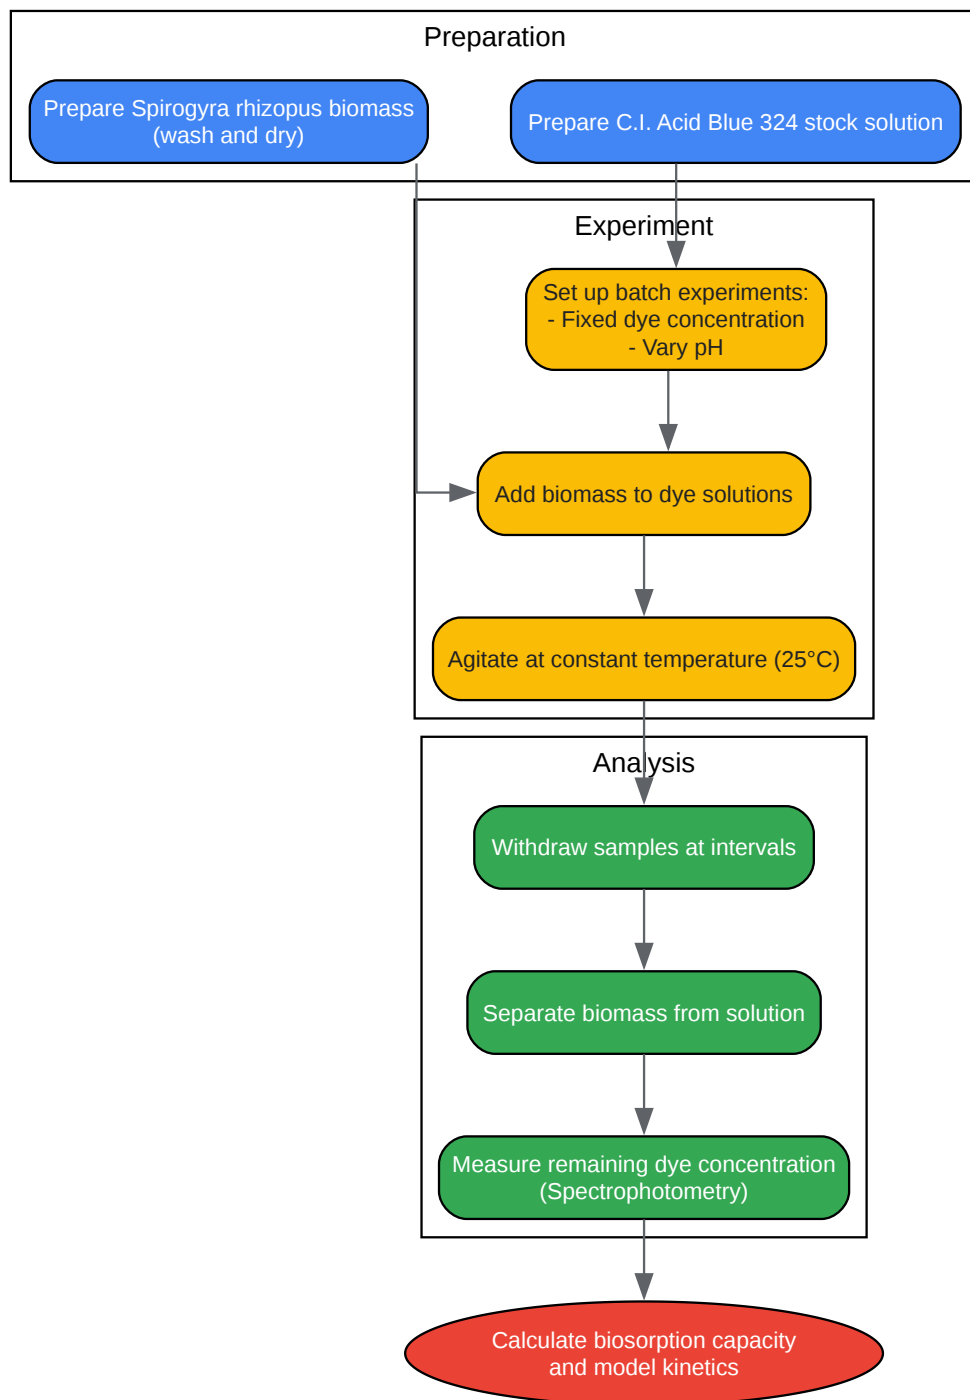 Preparation
Prepare Spirogyra rhizopus biomass
(wash and dry)
Prepare C.I. Acid Blue 324 stock solution
Experiment
Set up batch experiments:
- Fixed dye concentration
- Vary pH
Add biomass to dye solutions
Agitate at constant temperature (25°C)
Analysis
Withdraw samples at intervals
Separate biomass from solution
Measure remaining dye concentration
(Spectrophotometry)
Calculate biosorption capacity
and model kinetics